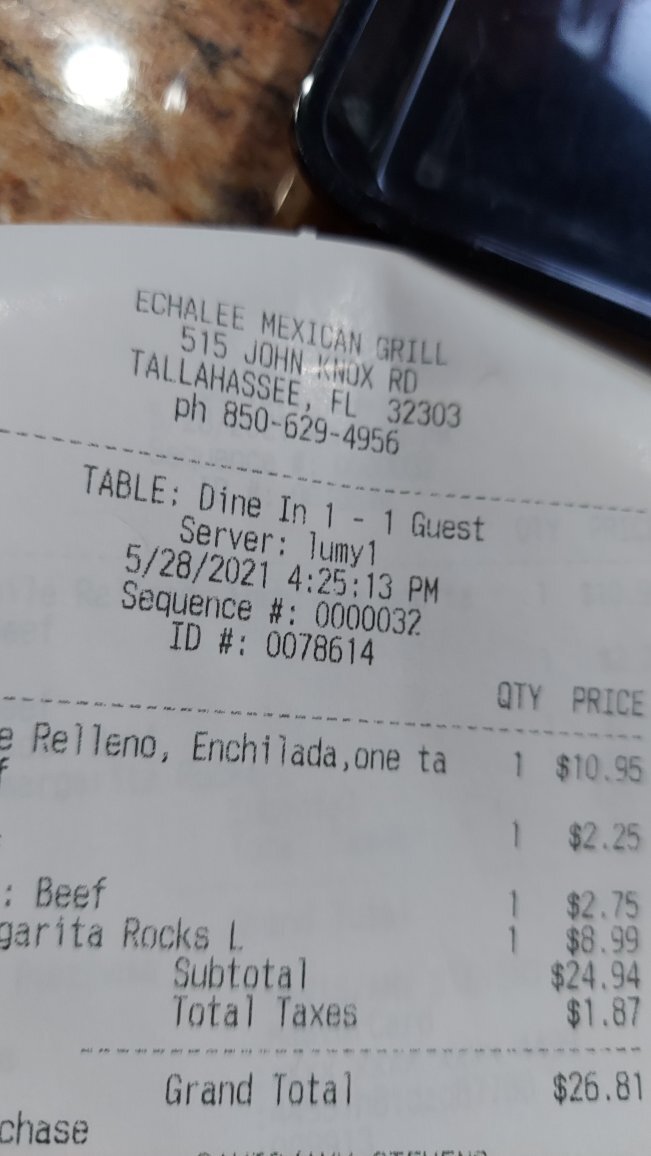 ECHALEE MEXICAN GRILL
515 JOHN KNOX RD
TALLAHASSEE, FL 32303
ph 850-629-4956
TABLE: Dine In 1 - 1 Guest
Server: lumy1
5/28/2021 4:25:13 PM
Sequence #: 0000032
ID #: 0078614
QTY PRICE
e Relleno, Enchilada,one ta 1 $10.95
f
1 $2.25
: Beef 1 $2.75
garita Rocks L 1 $8.99
Subtotal $24.94
Total Taxes $1.87
Grand Total $26.81
chase